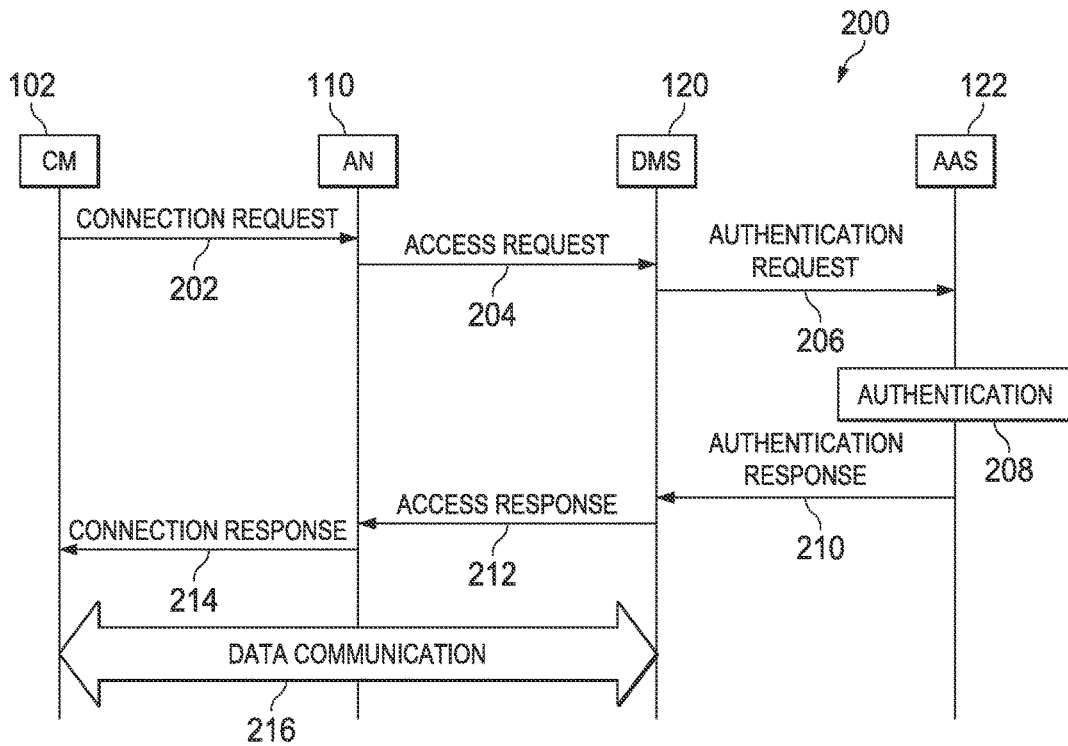 200
102
110
120
122
CM
AN
DMS
AAS
CONNECTION REQUEST
202
ACCESS REQUEST
204
AUTHENTICATION
REQUEST
206
AUTHENTICATION
208
AUTHENTICATION
RESPONSE
210
ACCESS RESPONSE
212
CONNECTION RESPONSE
214
DATA COMMUNICATION
216